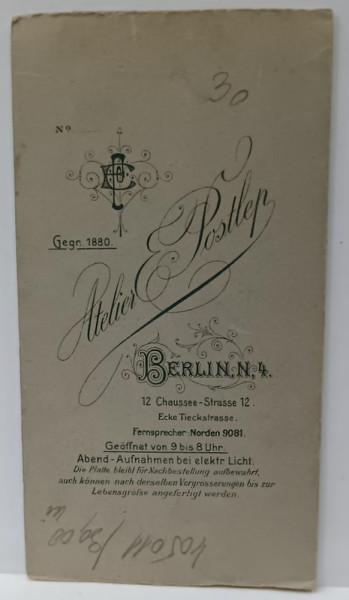 30
No
EP
Gegr. 1880.
Atelier E Postlep
BERLIN, N, 4.
12 Chaussee-Strasse 12.
Ecke Tieckstrasse.
Fernsprecher: Norden 9081.
Geöffnet von 9 bis 8 Uhr.
Abend-Aufnahmen bei elektr Licht.
Die Platte bleibt für Nachbestellung aufbewahrt,
auch können nach derselben Vergrösserungen bis zur
Lebensgrösse angefertigt werden.